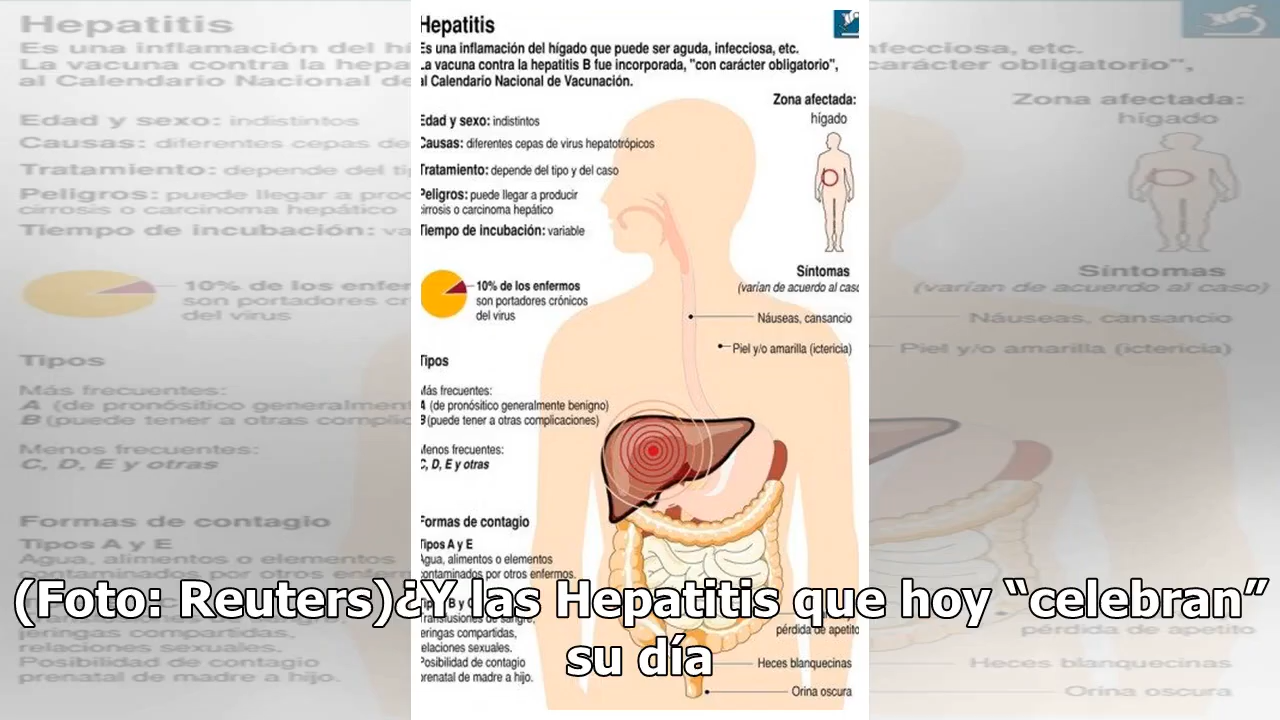 Hepatitis
Es una inflamación del hígado que puede ser aguda, infecciosa, etc.
La vacuna contra la hepatitis B fue incorporada, "con carácter obligatorio",
al Calendario Nacional de Vacunación.
Zona afectada:
hígado
Edad y sexo: indistintos
Causas: diferentes cepas de virus hepatotrópicos
Tratamiento: depende del tipo y del caso
Peligros: puede llegar a producir
cirrosis o carcinoma hepático
Tiempo de incubación: variable
Síntomas
(varían de acuerdo al caso)
10% de los enfermos
son portadores crónicos
del virus
Náuseas, cansancio
Piel y/o amarilla (ictericia)
Tipos
Más frecuentes:
A (de pronósitico generalmente benigno)
B (puede tener a otras complicaciones)
Menos frecuentes:
C, D, E y otras
Formas de contagio
Tipos A y E
Agua, alimentos o elementos
contaminados por otros enfermos.
(Foto: Reuters)¿Y las Hepatitis que hoy “celebran”
su día
Transfusiones de sangre,
jeringas compartidas,
relaciones sexuales.
Posibilidad de contagio
prenatal de madre a hijo.
pérdida de apetito
Heces blanquecinas
Orina oscura